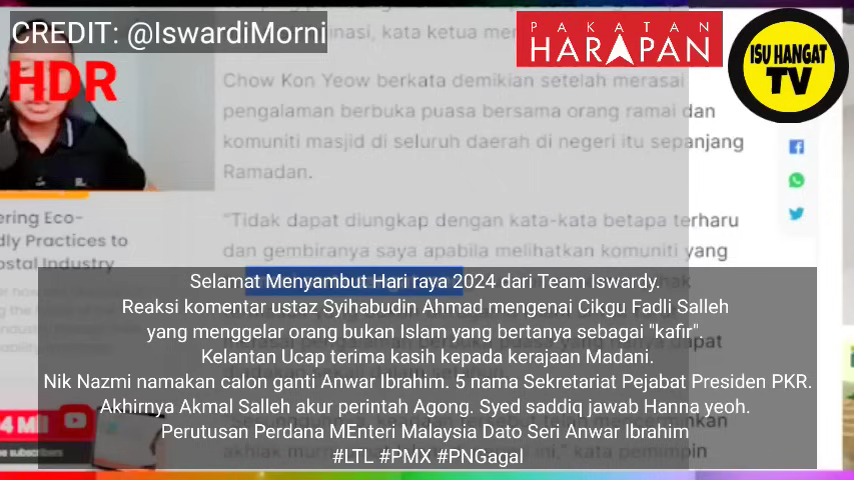 CREDIT: @IswardiMorni
HDR
PAKATAN
HARAPAN
ISU HANGAT
TV
inasi, kata ketua me
Chow Kon Yeow berkata demikian setelah merasai
pengalaman berbuka puasa bersama orang ramai dan
komuniti masjid di seluruh daerah di negeri itu sepanjang
Ramadan.
"Tidak dapat diungkap dengan kata-kata betapa terharu
dan gembiranya saya apabila melihatkan komuniti yang
ering Eco-
dly Practices to
ostal Industry
Selamat Menyambut Hari raya 2024 dari Team Iswardy.
Reaksi komentor ustaz Syihabudin Ahmad mengenai Cikgu Fadli Salleh
yang menggelar orang bukan Islam yang bertanya sebagai "kafir".
Kelantan Ucap terima kasih kepada kerajaan Madani.
Nik Nazmi namakan calon ganti Anwar Ibrahim. 5 nama Sekretariat Pejabat Presiden PKR.
Akhirnya Akmal Salleh akur perintah Agong. Syed saddiq jawab Hanna yeoh.
Perutusan Perdana MEnteri Malaysia Dato Seri Anwar Ibrahim
#LTL #PMX #PNGagal